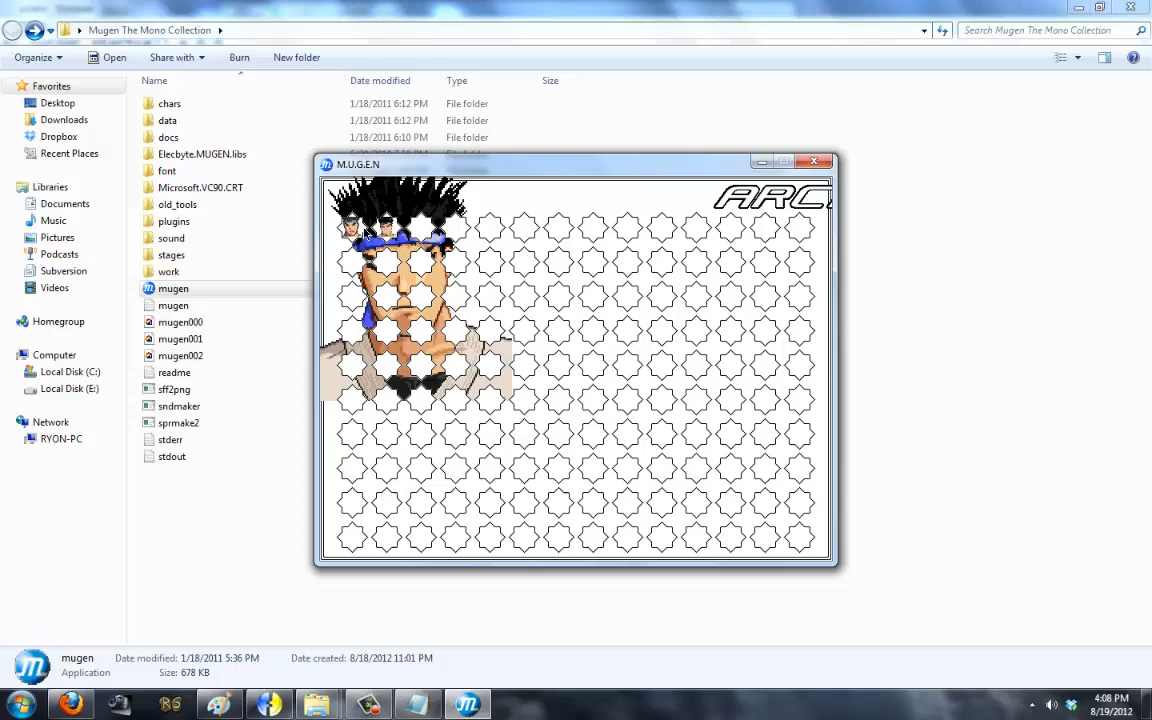 Mugen The Mono Collection
Search Mugen The Mono Collection
Organize
Open
Share with
Burn
New folder
Favorites
Desktop
Downloads
Dropbox
Recent Places
Libraries
Documents
Music
Pictures
Podcasts
Subversion
Videos
Homegroup
Computer
Local Disk (C:)
Local Disk (E:)
Network
RYON-PC
Name
Date modified
Type
Size
chars 1/18/2011 6:12 PM File folder
data 1/18/2011 6:12 PM File folder
docs 1/18/2011 6:10 PM File folder
Elecbyte.MUGEN.libs
font
Microsoft.VC90.CRT
old_tools
plugins
sound
stages
work
mugen
mugen
mugen000
mugen001
mugen002
readme
sff2png
sndmaker
sprmake2
stderr
stdout
M.U.G.E.N
ARC
mugen Date modified: 1/18/2011 5:36 PM Date created: 8/18/2012 11:01 PM
Application Size: 678 KB
RS
4:08 PM
8/19/2012